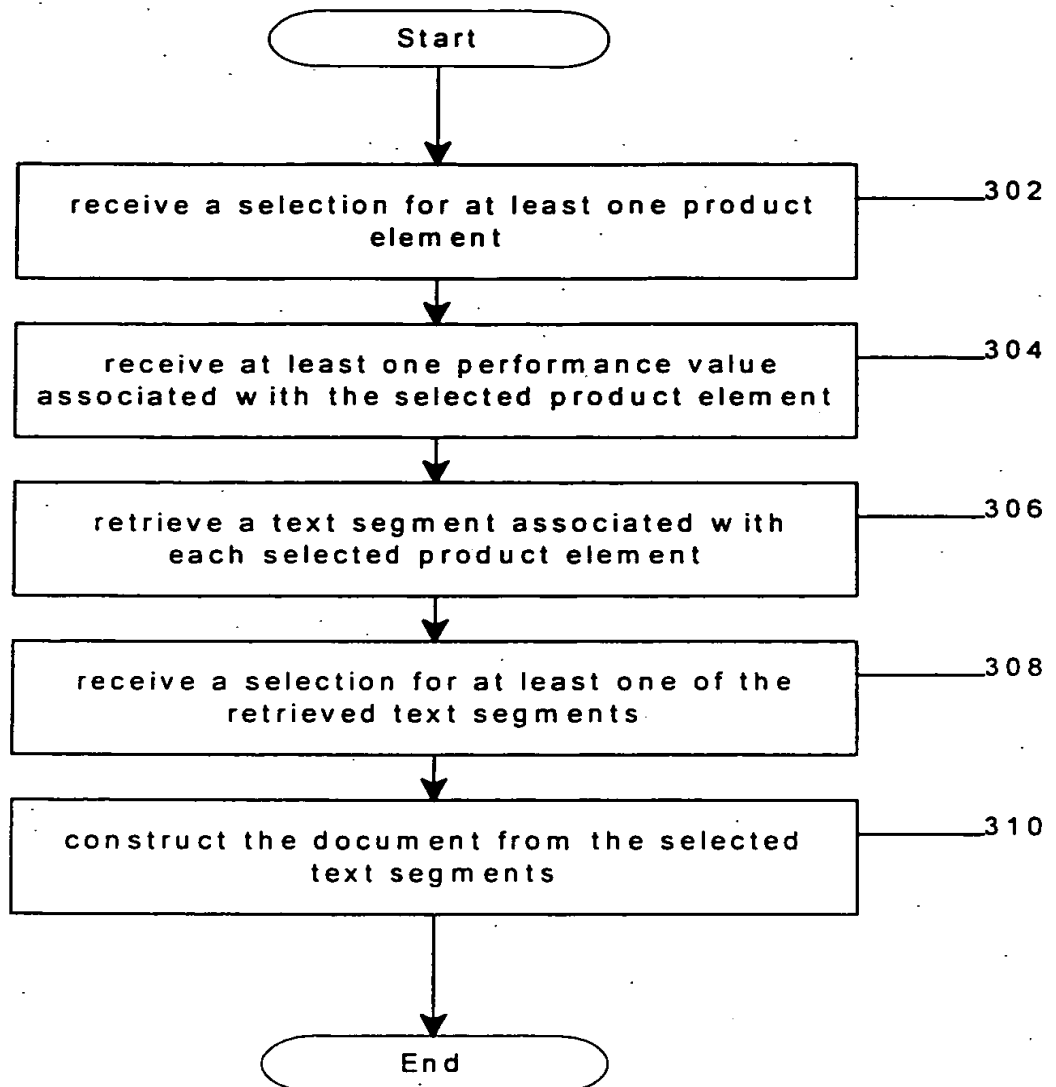 Start
receive a selection for at least one product
element
302
receive at least one performance value
associated with the selected product element
304
retrieve a text segment associated with
each selected product element
306
receive a selection for at least one of the
retrieved text segments
308
construct the document from the selected
text segments
310
End